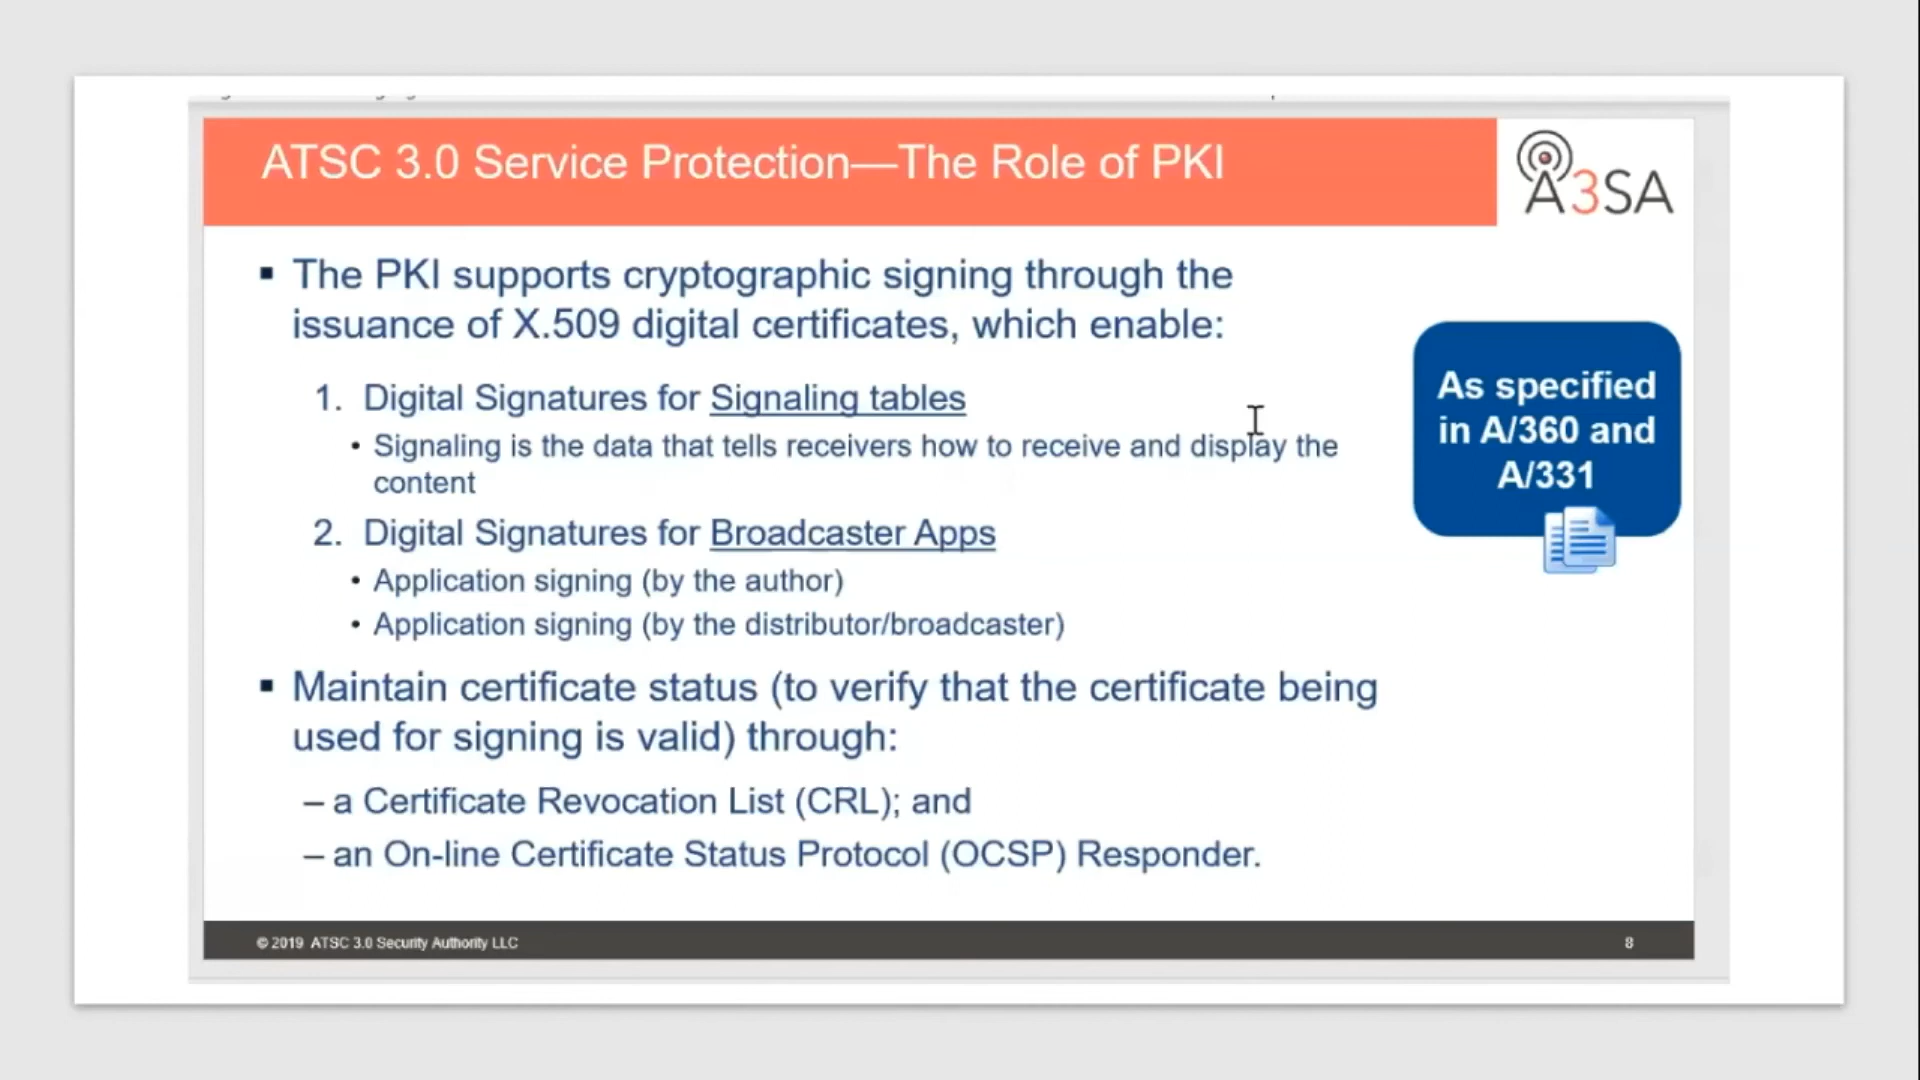 ATSC 3.0 Service Protection—The Role of PKI
A3SA
▪ The PKI supports cryptographic signing through the
issuance of X.509 digital certificates, which enable:
1. Digital Signatures for Signaling tables
• Signaling is the data that tells receivers how to receive and display the
content
2. Digital Signatures for Broadcaster Apps
• Application signing (by the author)
• Application signing (by the distributor/broadcaster)
▪ Maintain certificate status (to verify that the certificate being
used for signing is valid) through:
– a Certificate Revocation List (CRL); and
– an On-line Certificate Status Protocol (OCSP) Responder.
As specified
in A/360 and
A/331
© 2019 ATSC 3.0 Security Authority LLC
8